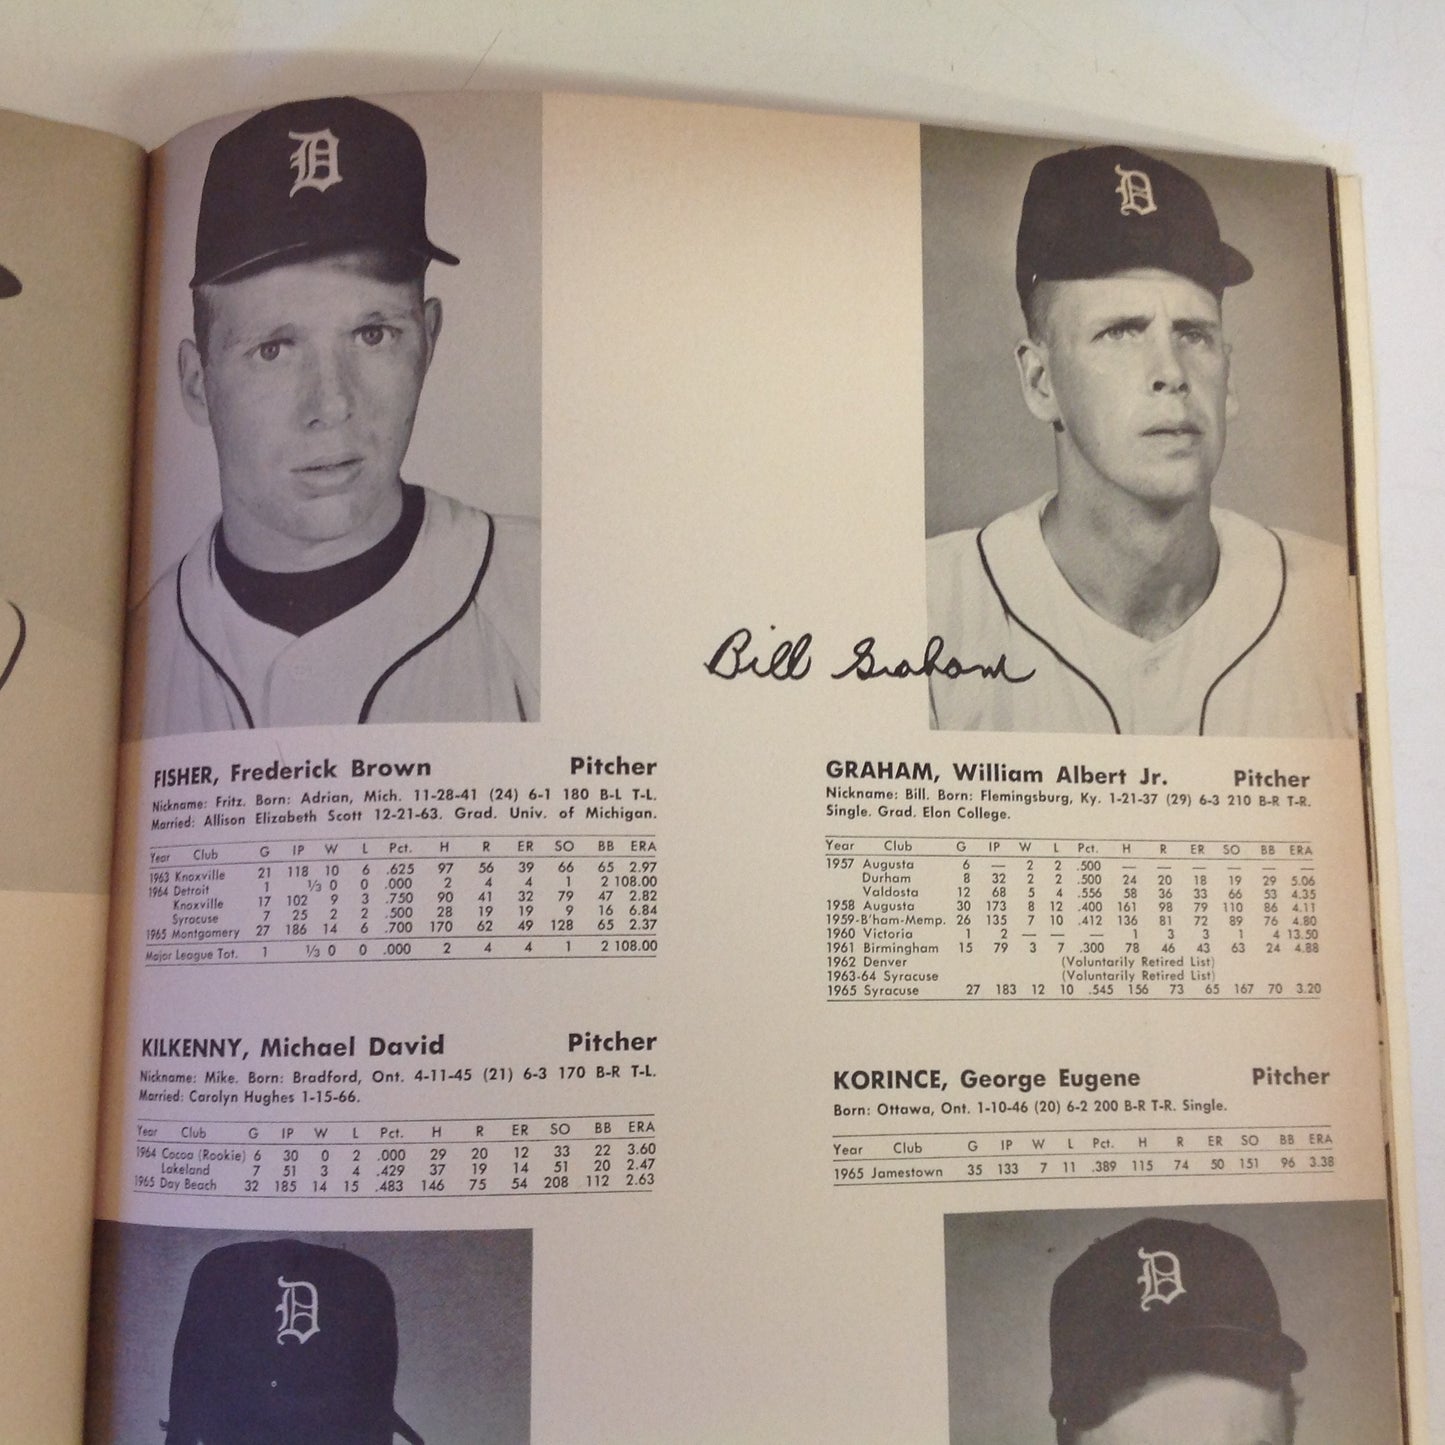 D
D
Bill Graham
FISHER, Frederick Brown Pitcher
Nickname: Fritz. Born: Adrian, Mich. 11-28-41 (24) 6-1 180 B-L T-L.
Married: Allison Elizabeth Scott 12-21-63. Grad. Univ. of Michigan.
Year Club G IP W L Pct. H R ER SO BB ERA
1963 Knoxville 21 118 10 6 .625 97 56 39 66 65 2.97
1964 Detroit 1 1/3 0 0 .000 2 4 4 1 2 108.00
Knoxville 17 102 9 3 .750 90 41 32 79 47 2.82
Syracuse 7 25 2 2 .500 28 19 19 9 16 6.84
1965 Montgomery 27 186 14 6 .700 170 62 49 128 65 2.37
Major League Tot. 1 1/3 0 0 .000 2 4 4 1 2 108.00
GRAHAM, William Albert Jr. Pitcher
Nickname: Bill. Born: Flemingsburg, Ky. 1-21-37 (29) 6-3 210 B-R T-R.
Single. Grad. Elon College.
Year Club G IP W L Pct. H R ER SO BB ERA
1957 Augusta 6 — 2 2 .500 — — — — — —
Durham 8 32 2 2 .500 24 20 18 19 29 5.06
Valdosta 12 68 5 4 .556 58 36 33 66 53 4.35
1958 Augusta 30 173 8 12 .400 161 98 79 110 86 4.11
1959-B'ham-Memp. 26 135 7 10 .412 136 81 72 89 76 4.80
1960 Victoria 1 2 — — — 1 3 3 1 4 13.50
1961 Birmingham 15 79 3 7 .300 78 46 43 63 24 4.88
1962 Denver (Voluntarily Retired List)
1963-64 Syracuse (Voluntarily Retired List)
1965 Syracuse 27 183 12 10 .545 156 73 65 167 70 3.20
KILKENNY, Michael David Pitcher
Nickname: Mike. Born: Bradford, Ont. 4-11-45 (21) 6-3 170 B-R T-L.
Married: Carolyn Hughes 1-15-66.
Year Club G IP W L Pct. H R ER SO BB ERA
1964 Cocoa (Rookie) 6 30 0 2 .000 29 20 12 33 22 3.60
Lakeland 7 51 3 4 .429 37 19 14 51 20 2.47
1965 Day Beach 32 185 14 15 .483 146 75 54 208 112 2.63
KORINCE, George Eugene Pitcher
Born: Ottawa, Ont. 1-10-46 (20) 6-2 200 B-R T-R. Single.
Year Club G IP W L Pct. H R ER SO BB ERA
1965 Jamestown 35 133 7 11 .389 115 74 50 151 96 3.38
D
D